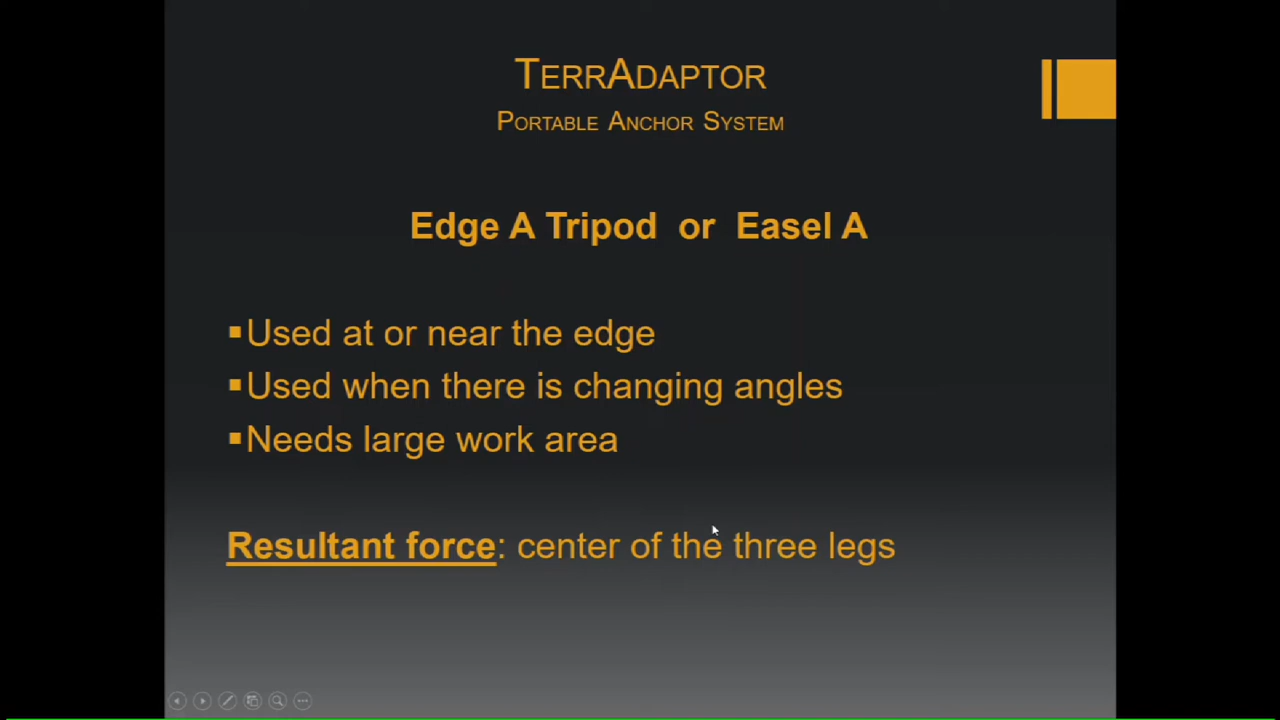 TERRADAPTOR
PORTABLE ANCHOR SYSTEM
Edge A Tripod or Easel A
▪Used at or near the edge
▪Used when there is changing angles
▪Needs large work area
Resultant force: center of the three legs